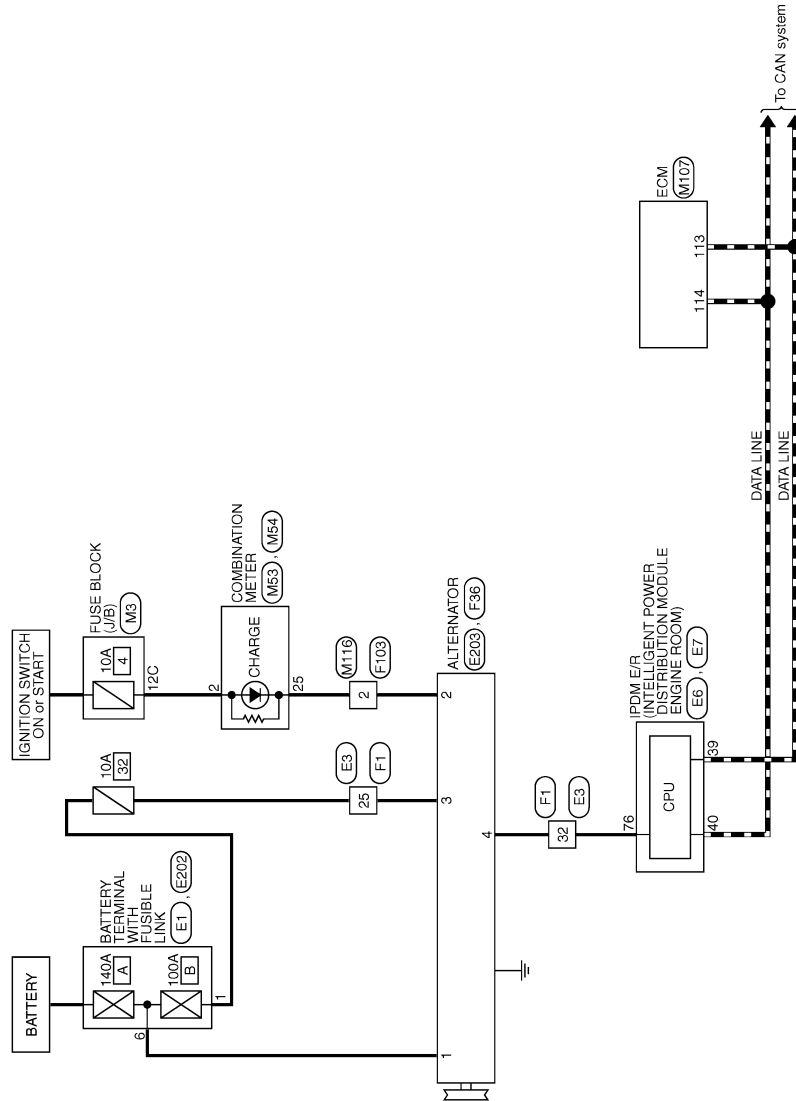 BATTERY
IGNITION SWITCH
ON or START
BATTERY
TERMINAL
WITH
FUSIBLE
LINK
E1 , E202
140A
A
100A
B
6
1
10A
32
FUSE BLOCK
(J/B)
M3
10A
4
12C
COMBINATION
METER
M53 , M54
2
CHARGE
25
E3
25
F1
M116
2
F103
1
3
2
4
ALTERNATOR
E203 , F36
F1
32
E3
IPDM E/R
(INTELLIGENT POWER
DISTRIBUTION MODULE
ENGINE ROOM)
E6 , E7
76
CPU
40
39
DATA LINE
DATA LINE
ECM
M107
114
113
To CAN system